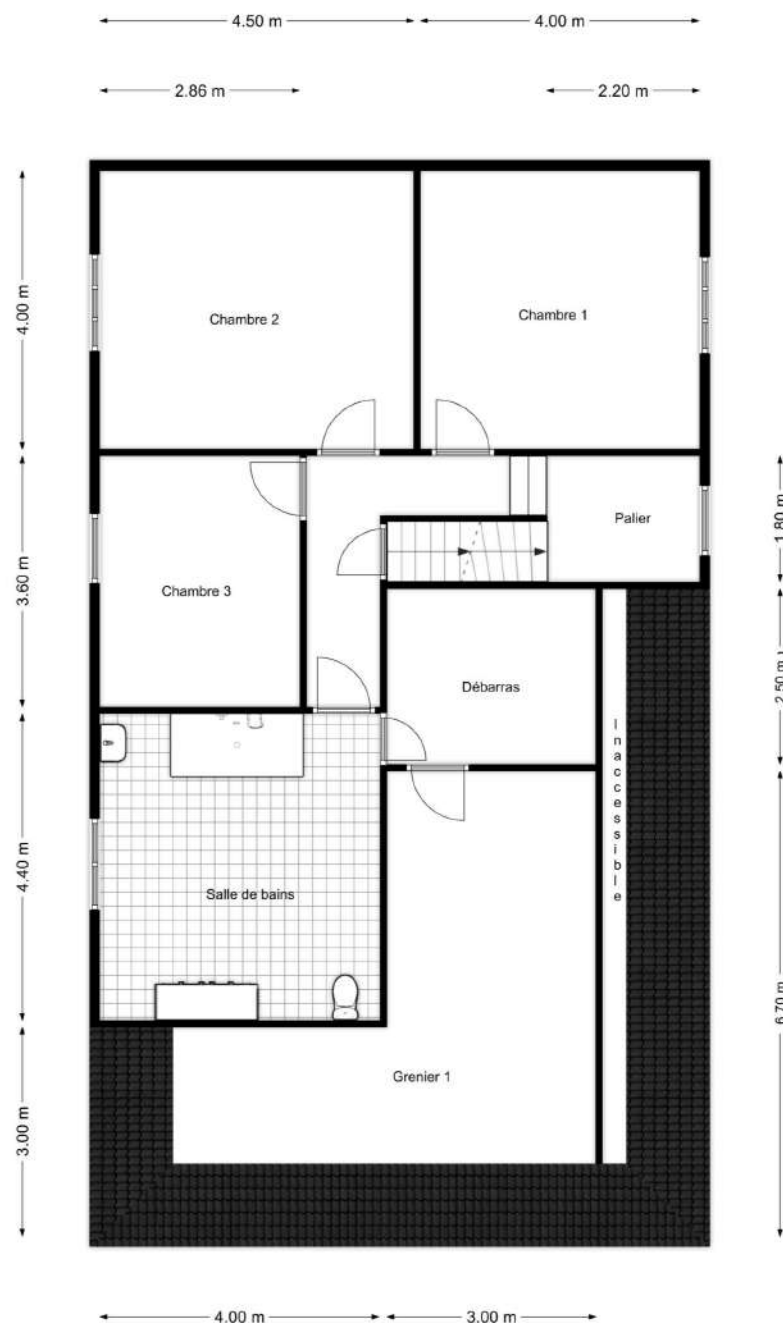 4.50 m 4.00 m
2.86 m 2.20 m
4.00 m
Chambre 2
Chambre 1
1.80 m
Palier
3.60 m
Chambre 3
2.50 m
Débarras
Inaccessible
4.40 m
Salle de bains
6.70 m
Grenier 1
3.00 m
4.00 m 3.00 m